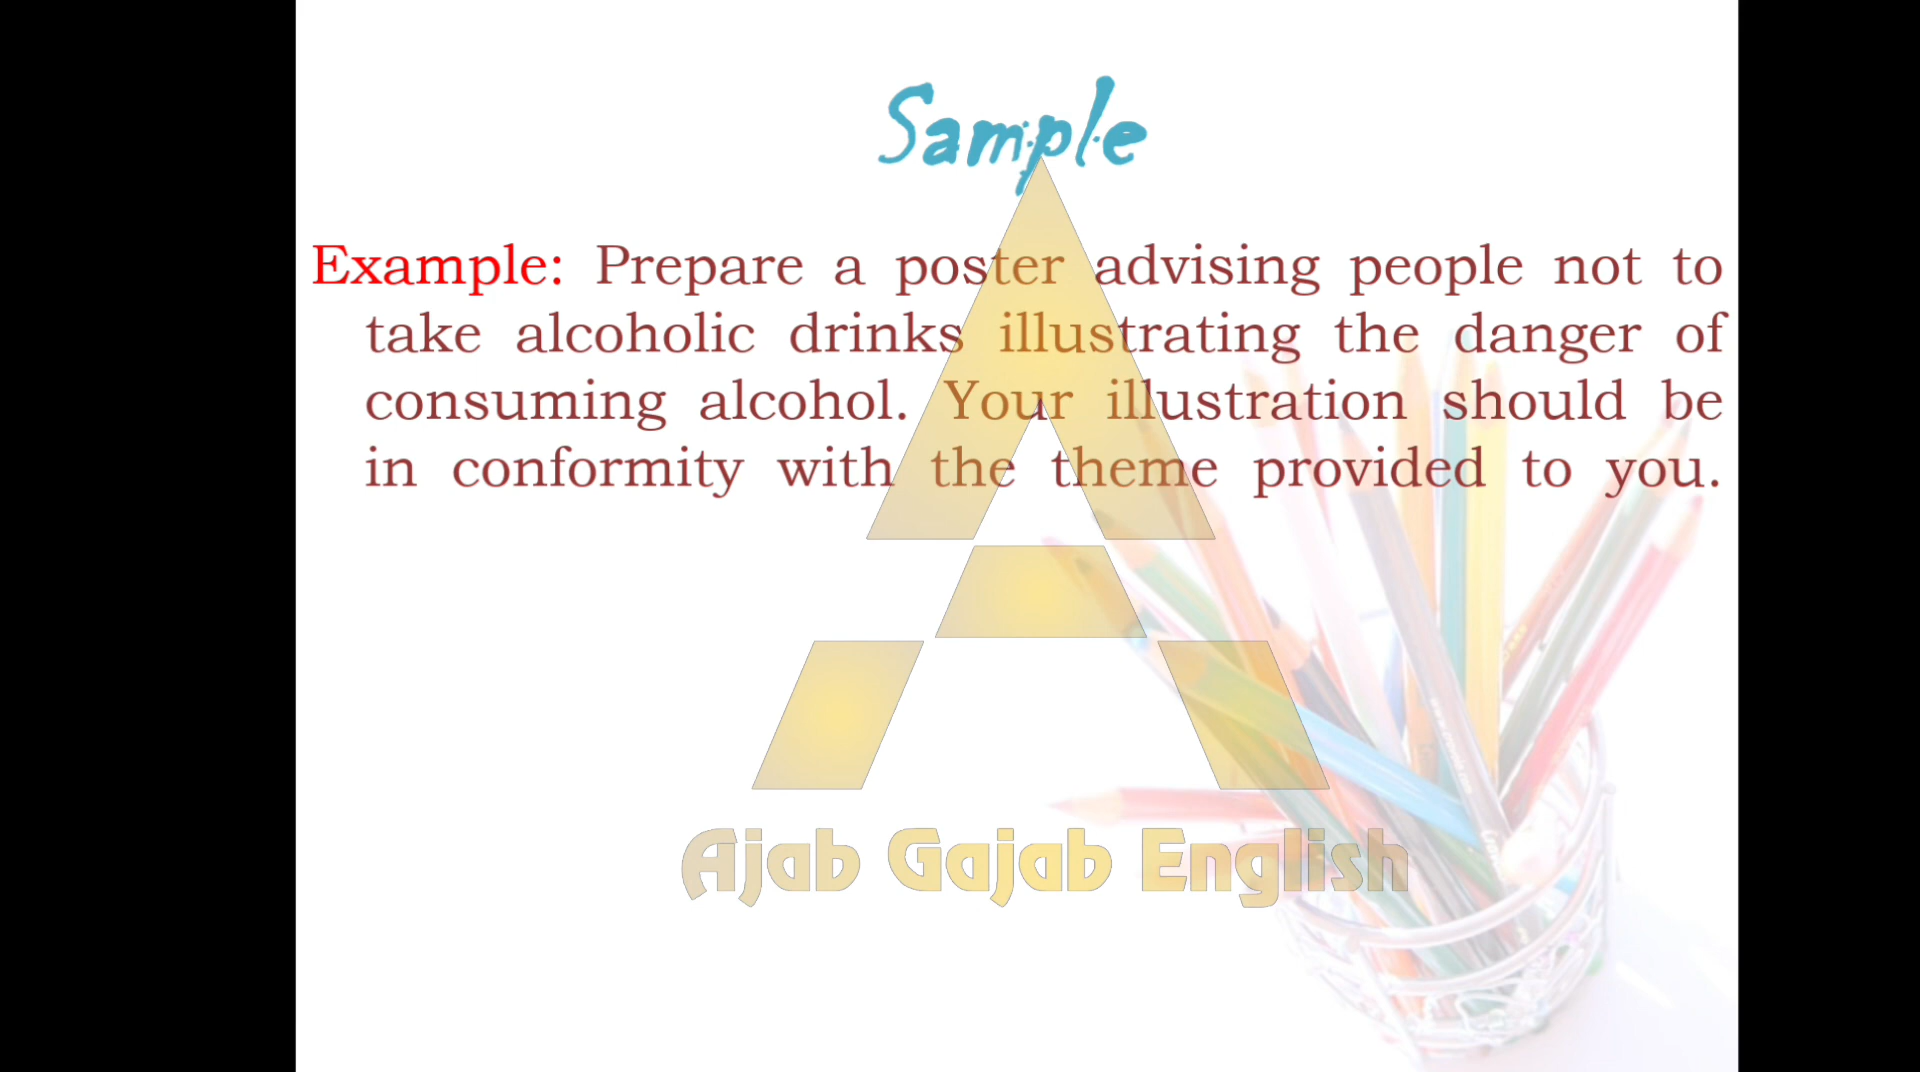 Sample
Example: Prepare a poster advising people not to
take alcoholic drinks illustrating the danger of
consuming alcohol. Your illustration should be
in conformity with the theme provided to you.
Ajab Gajab English